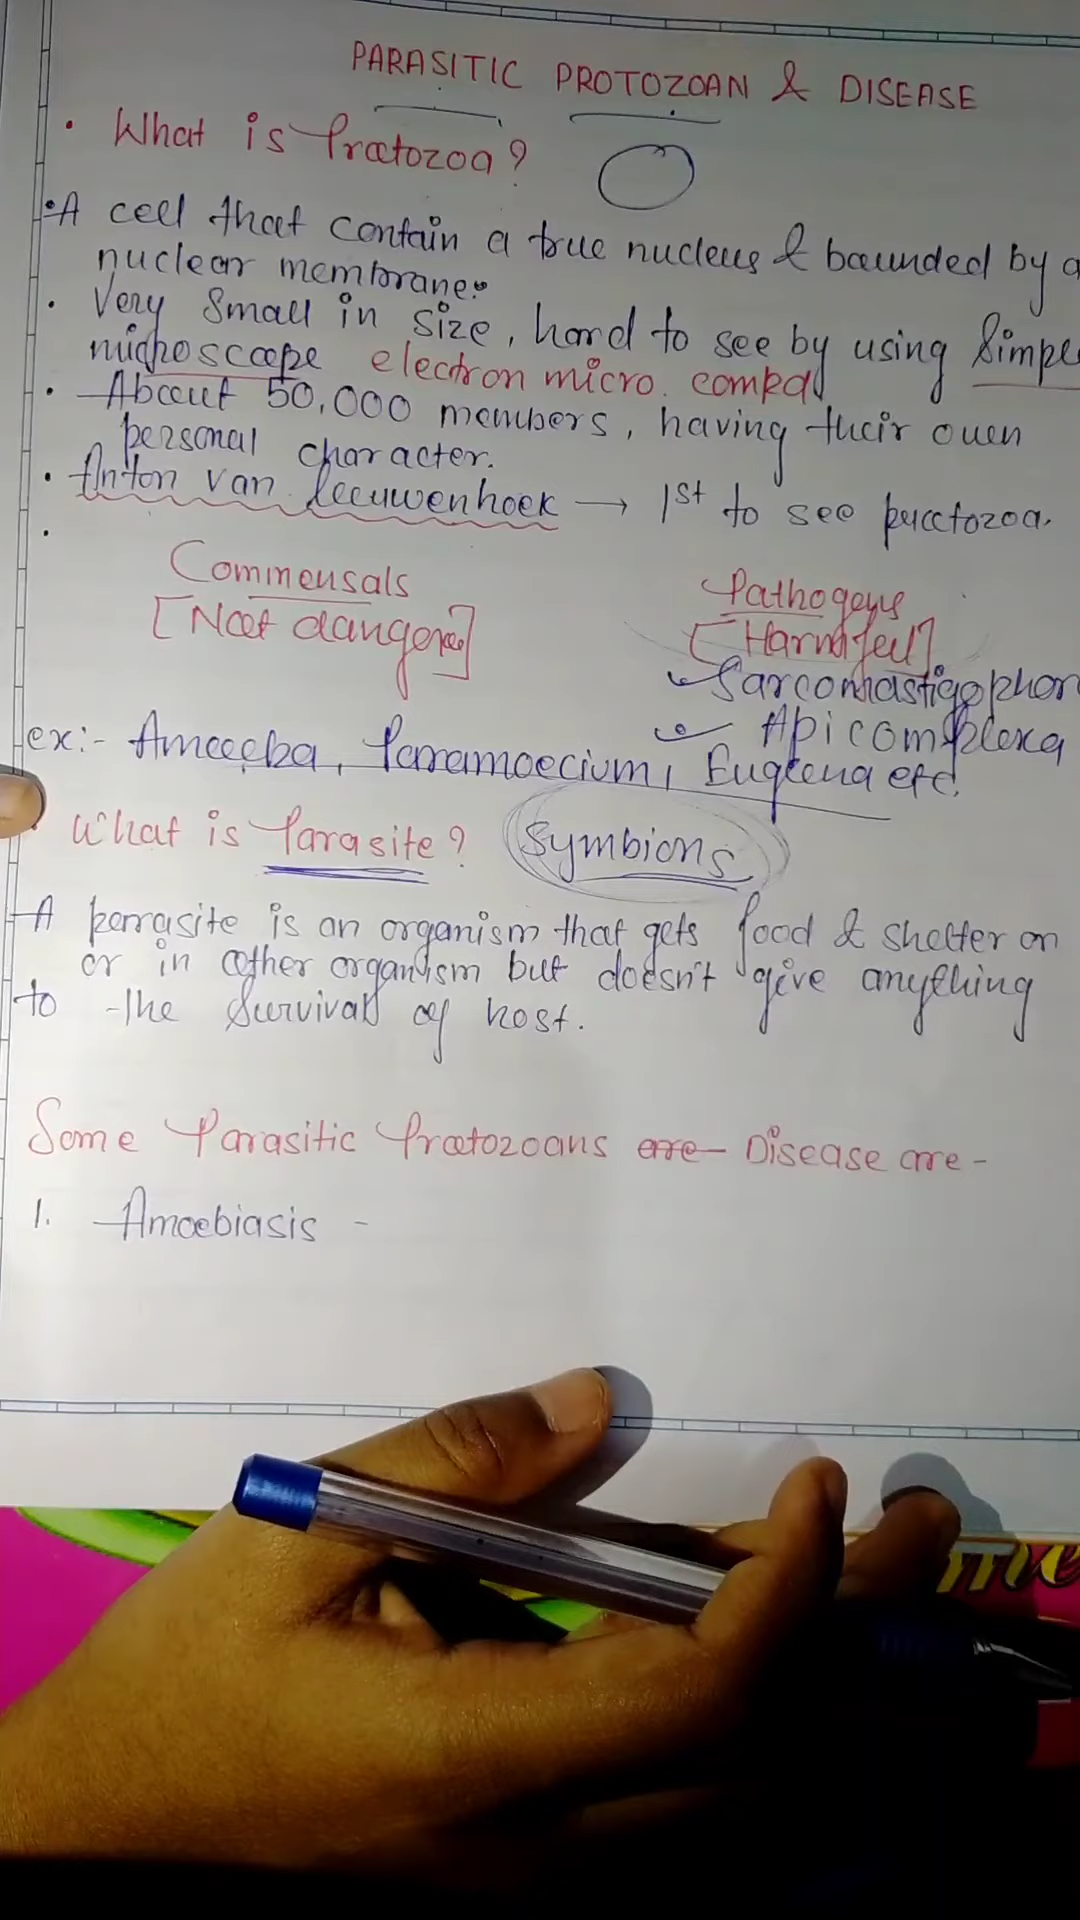 PARASITIC PROTOZOAN & DISEASE
• What is Protozoa?
• A cell that contain a true nucleus & bounded by a
nuclear membrane.
• Very small in size, hard to see by using Simple
microscope electron micro. compd
• About 50,000 members, having their own
personal character.
• Anton van leeuwenhoek → 1st to see protozoa.
•
Commensals
[Not dangerous]
Pathogens
[Harmful]
Sarcomastigophor
Apicomplexa
ex:- Amoeba, Paramoecium, Euglena etc.
What is Parasite? Symbions
A parasite is an organism that gets food & shelter on
or in other organism but doesn't give anything
to the Survival of host.
Some Parasitic Protozoans are Disease are -
1. Amoebiasis -
me